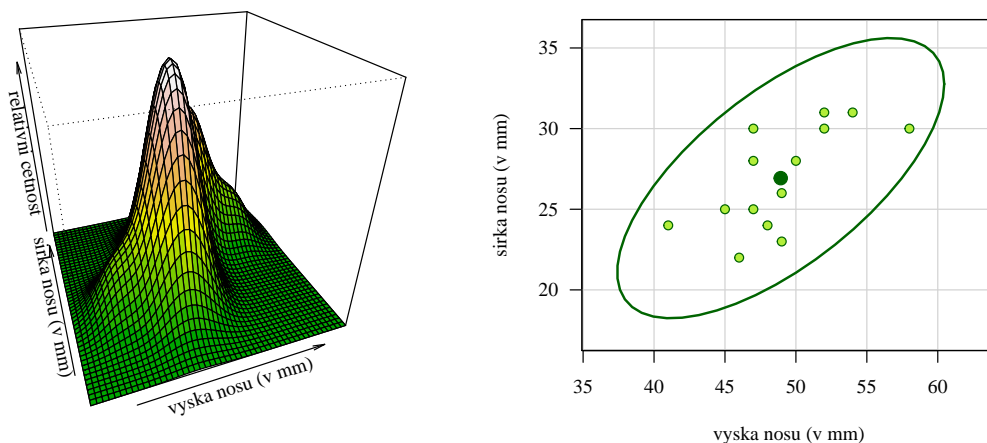 relativni cetnost
sirka nosu (v mm)
vyska nosu (v mm)
sirka nosu (v mm)
35
30
25
20
35 40 45 50 55 60
vyska nosu (v mm)